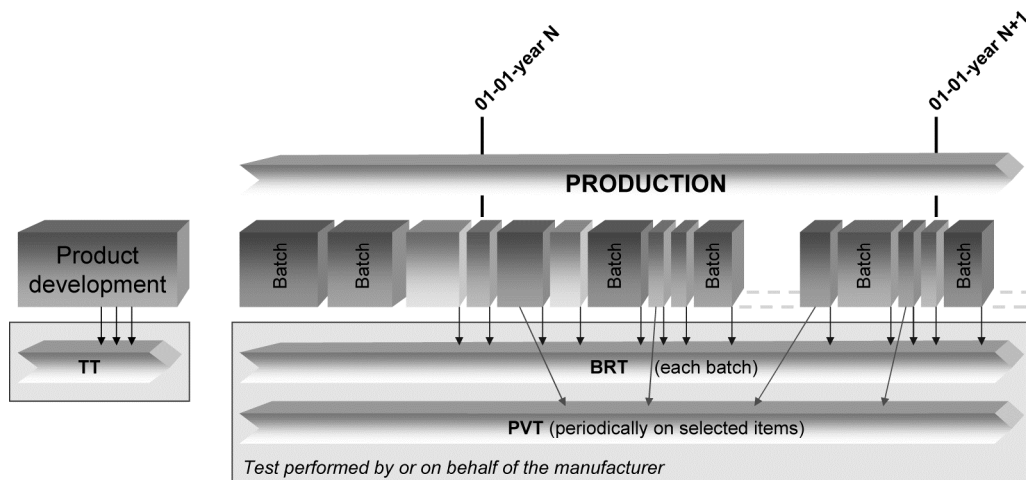 01-01-year N
01-01-year N+1
PRODUCTION
Product
development
Batch
Batch
Batch
Batch
Batch
Batch
TT
BRT (each batch)
PVT (periodically on selected items)
Test performed by or on behalf of the manufacturer